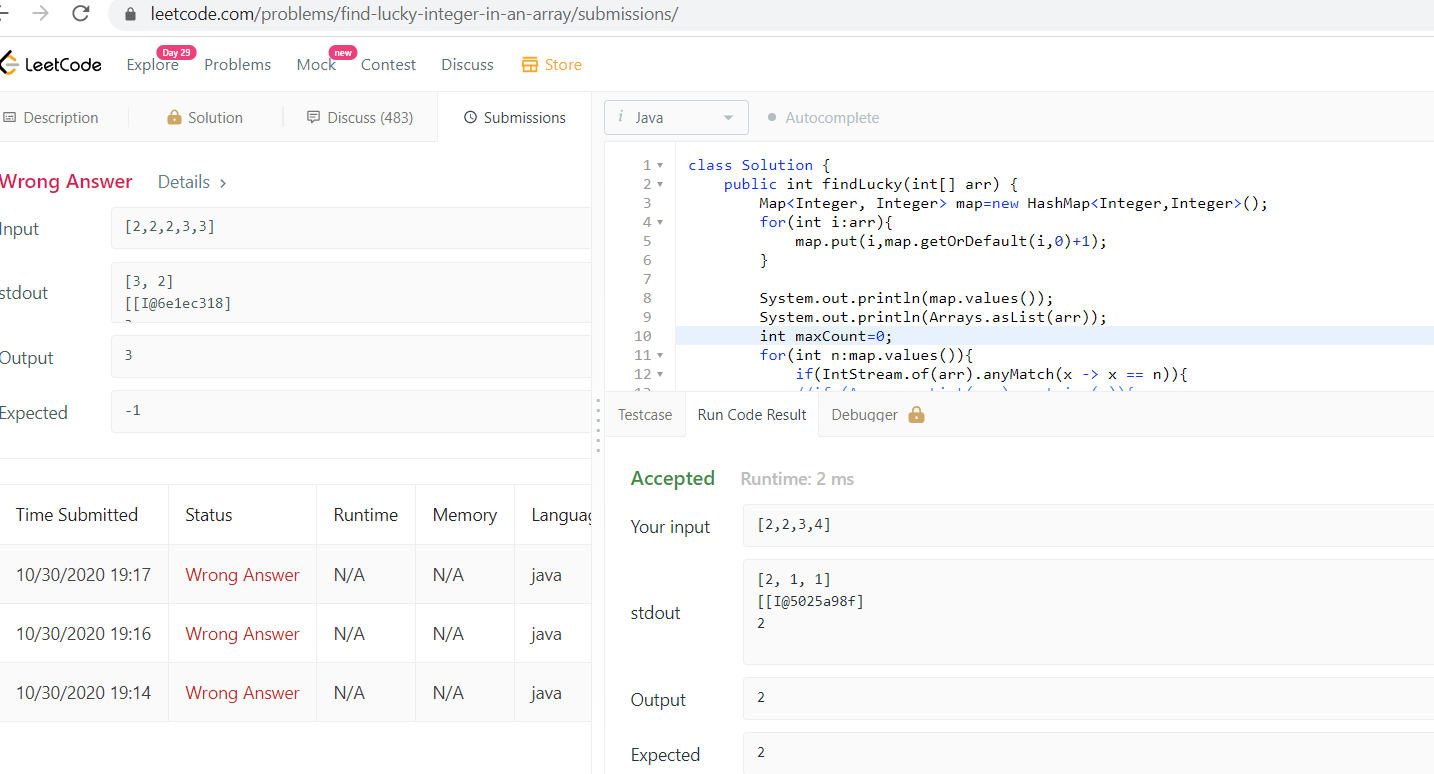 leetcode.com/problems/find-lucky-integer-in-an-array/submissions/
LeetCode
Explore
Day 29
Problems
Mock
new
Contest
Discuss
Store
Description
Solution
Discuss (483)
Submissions
Wrong Answer
Details >
Input
[2,2,2,3,3]
stdout
[3, 2]
[[I@6e1ec318]
Output
3
Expected
-1
Time Submitted Status Runtime Memory Languag
10/30/2020 19:17 Wrong Answer N/A N/A java
10/30/2020 19:16 Wrong Answer N/A N/A java
10/30/2020 19:14 Wrong Answer N/A N/A java
i Java
Autocomplete
1 class Solution {
2 public int findLucky(int[] arr) {
3 Map<Integer, Integer> map=new HashMap<Integer,Integer>();
4 for(int i:arr){
5 map.put(i,map.getOrDefault(i,0)+1);
6 }
7
8 System.out.println(map.values());
9 System.out.println(Arrays.asList(arr));
10 int maxCount=0;
11 for(int n:map.values()){
12 if(IntStream.of(arr).anyMatch(x -> x == n)){
Testcase
Run Code Result
Debugger
Accepted
Runtime: 2 ms
Your input
[2,2,3,4]
stdout
[2, 1, 1]
[[I@5025a98f]
2
Output
2
Expected
2